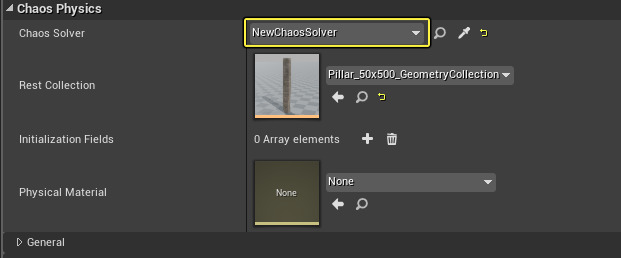 Chaos Physics
Chaos Solver
NewChaosSolver
Rest Collection
Pillar_50x500_GeometryCollection
Initialization Fields
0 Array elements
Physical Material
None
None
General